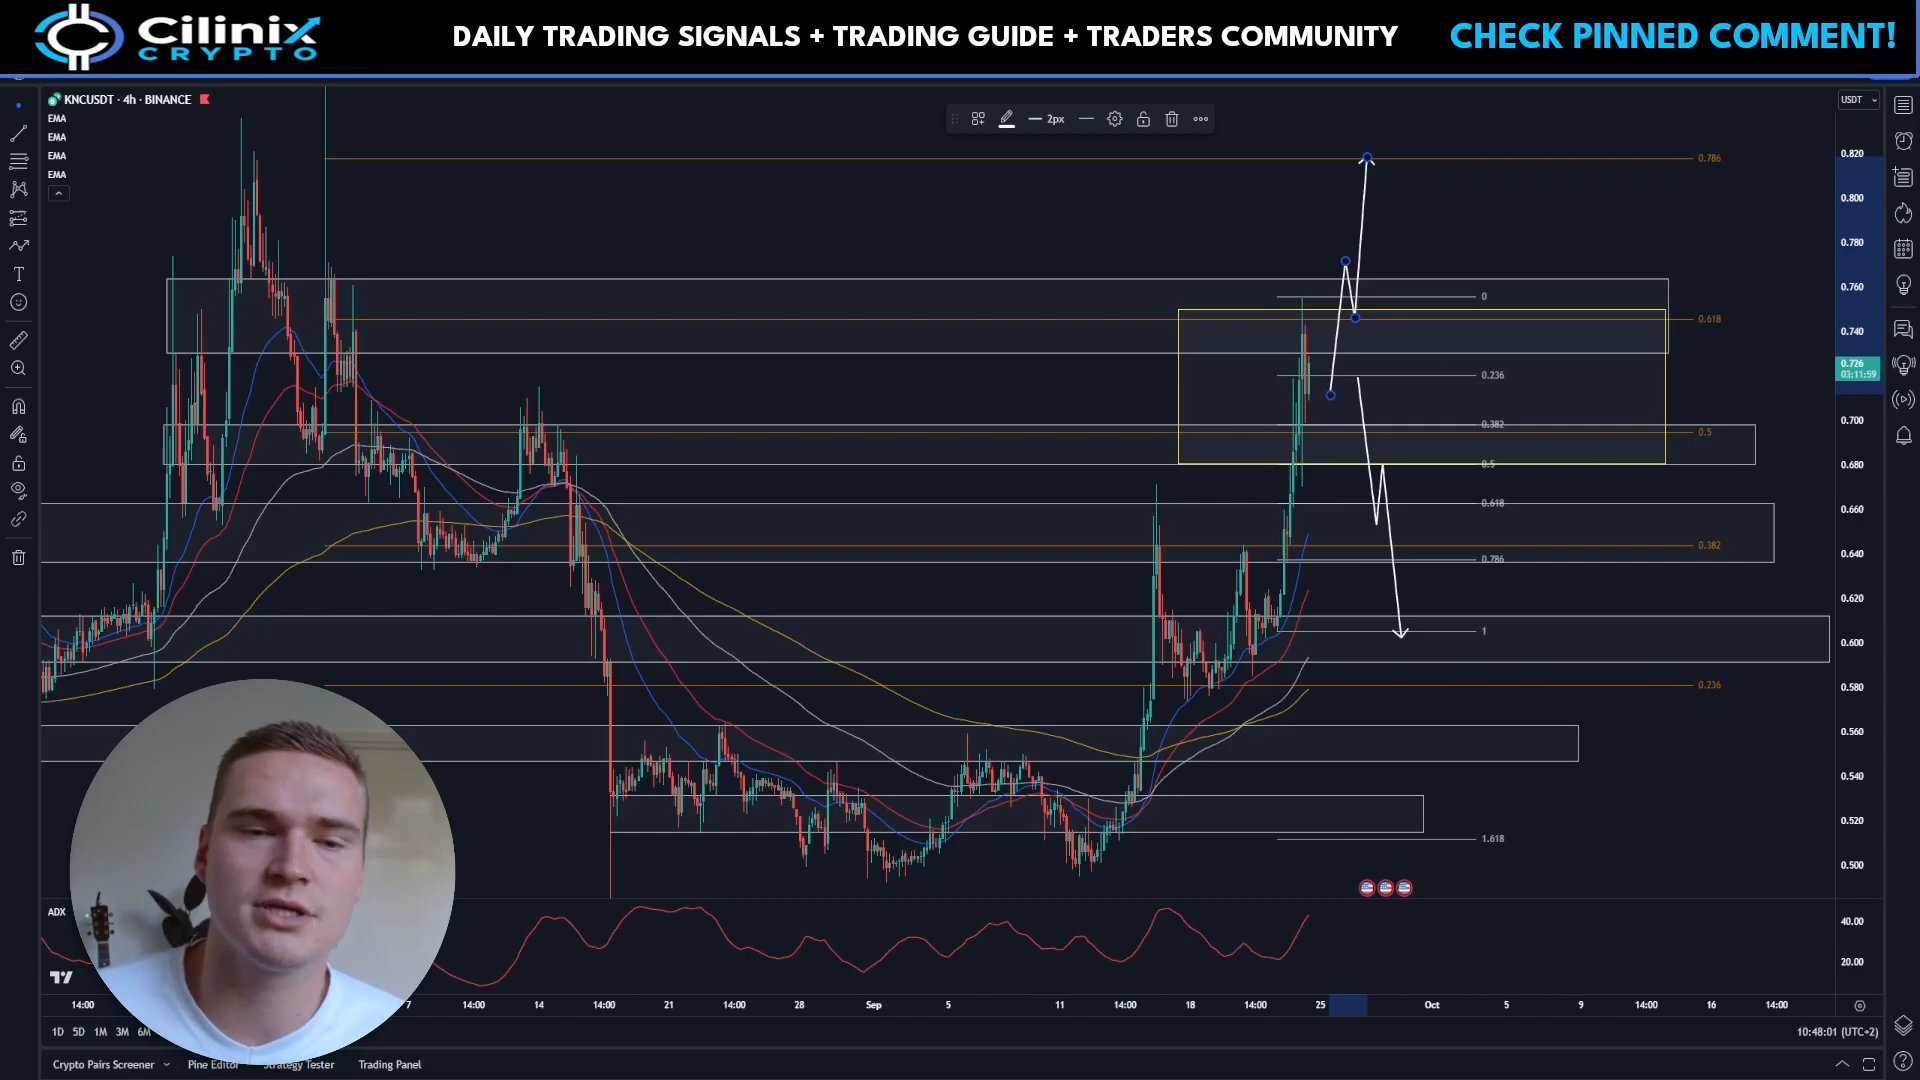 Cilinix
CRYPTO
DAILY TRADING SIGNALS + TRADING GUIDE + TRADERS COMMUNITY
CHECK PINNED COMMENT!
KNCUSDT · 4h · BINANCE
USDT
EMA
EMA
EMA
EMA
2px
0.786
0
0.618
0.236
0.382
0.5
0.5
0.618
0.382
0.786
1
0.236
1.618
0.820
0.800
0.780
0.760
0.740
0.726
03:11:59
0.700
0.680
0.660
0.640
0.620
0.600
0.580
0.560
0.540
0.520
0.500
ADX
40.00
20.00
14:00
7
14:00
14
14:00
21
14:00
28
Sep
5
11
14:00
18
14:00
25
Oct
5
9
14:00
16
14:00
1D 5D 1M 3M 6M
10:48:01 (UTC+2)
Crypto Pairs Screener
Pine Editor
Strategy Tester
Trading Panel